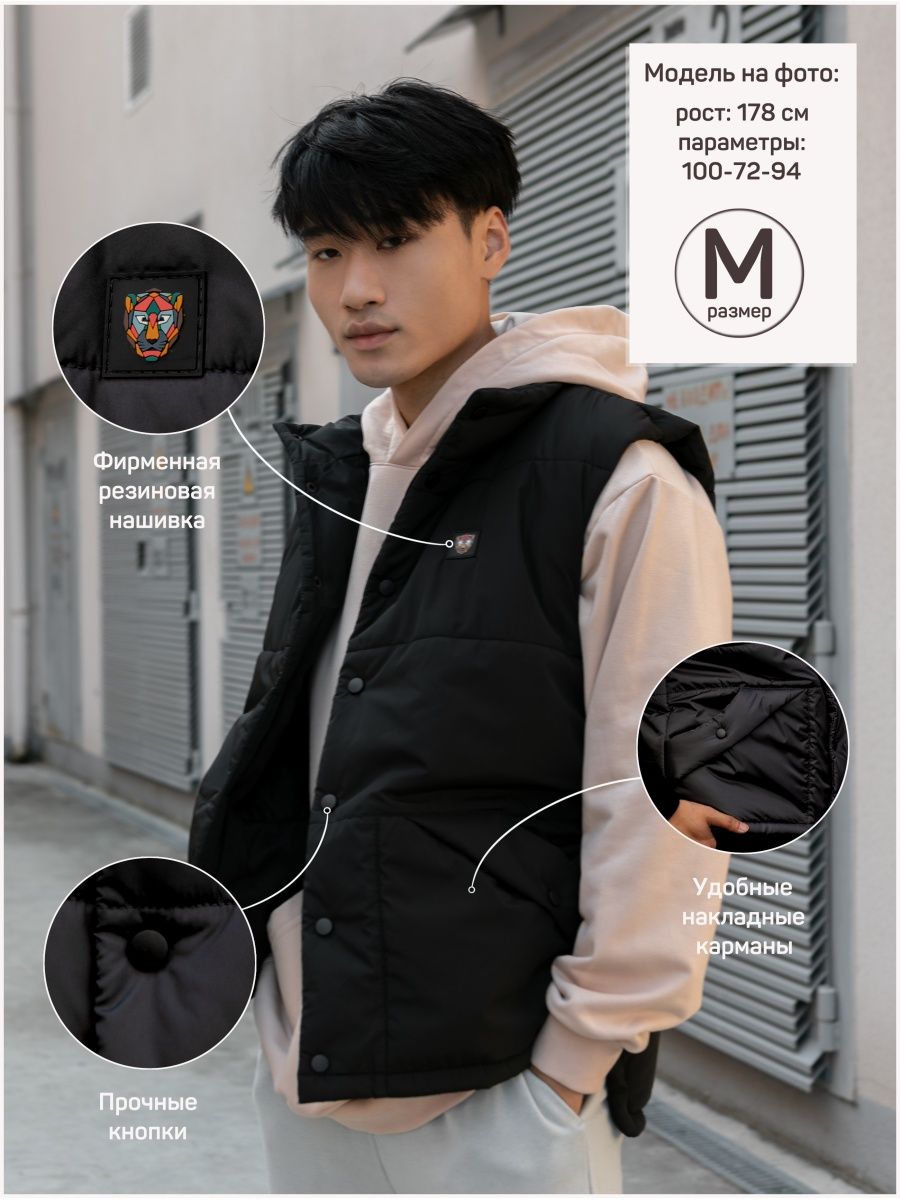 Модель на фото:
рост: 178 см
параметры:
100-72-94
M
размер
Фирменная
резиновая
нашивка
Удобные
накладные
карманы
Прочные
кнопки